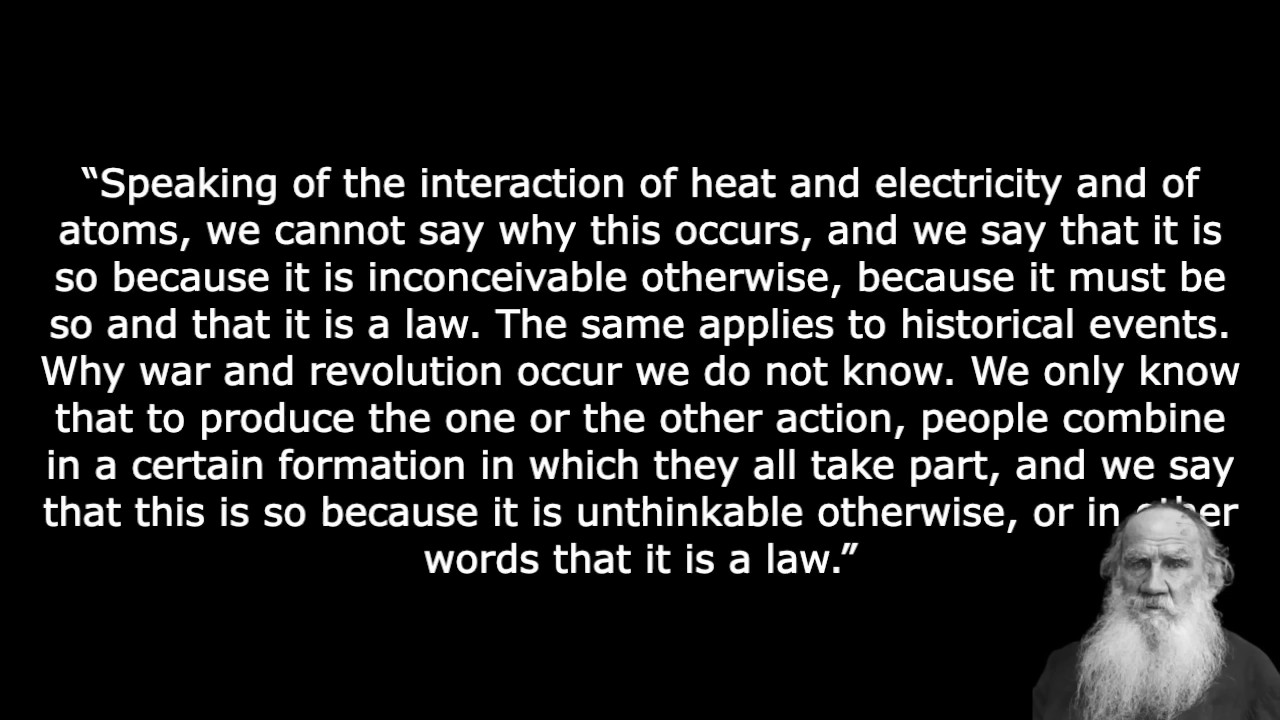 “Speaking of the interaction of heat and electricity and of
atoms, we cannot say why this occurs, and we say that it is
so because it is inconceivable otherwise, because it must be
so and that it is a law. The same applies to historical events.
Why war and revolution occur we do not know. We only know
that to produce the one or the other action, people combine
in a certain formation in which they all take part, and we say
that this is so because it is unthinkable otherwise, or in other
words that it is a law.”